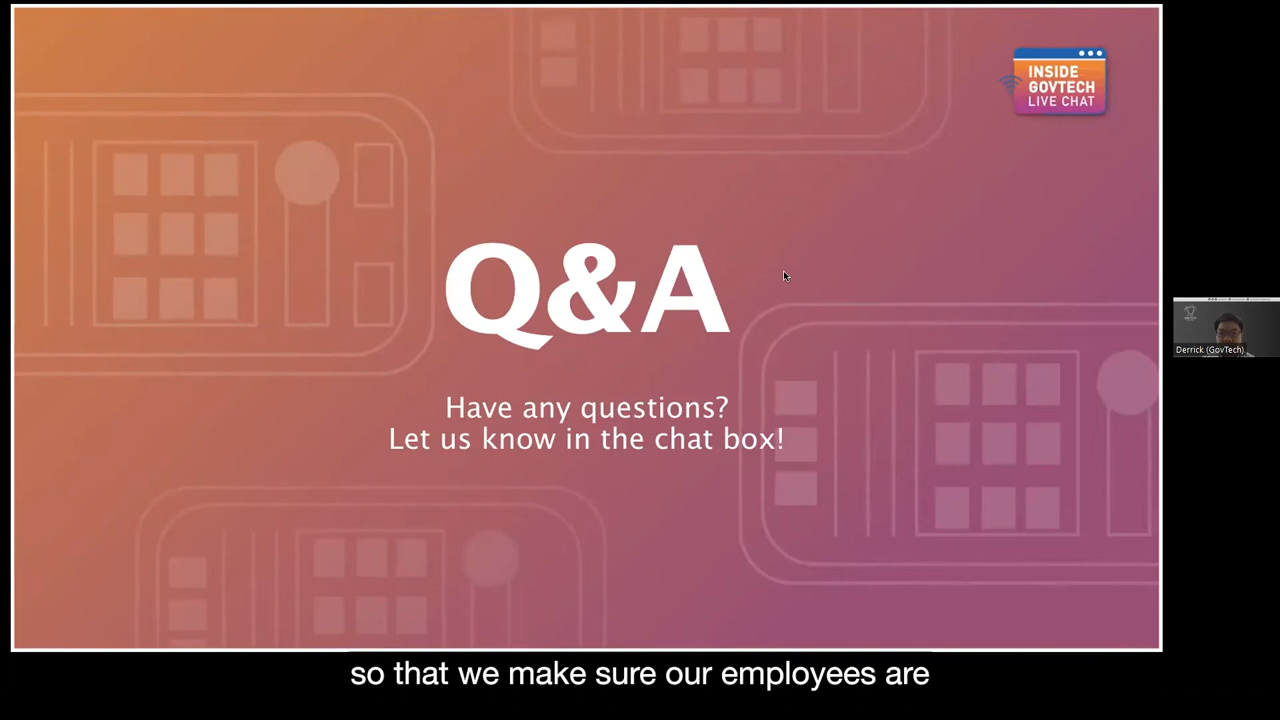 INSIDE
GOVTECH
LIVE CHAT
Q&A
Have any questions?
Let us know in the chat box!
Derrick (GovTech)
so that we make sure our employees are